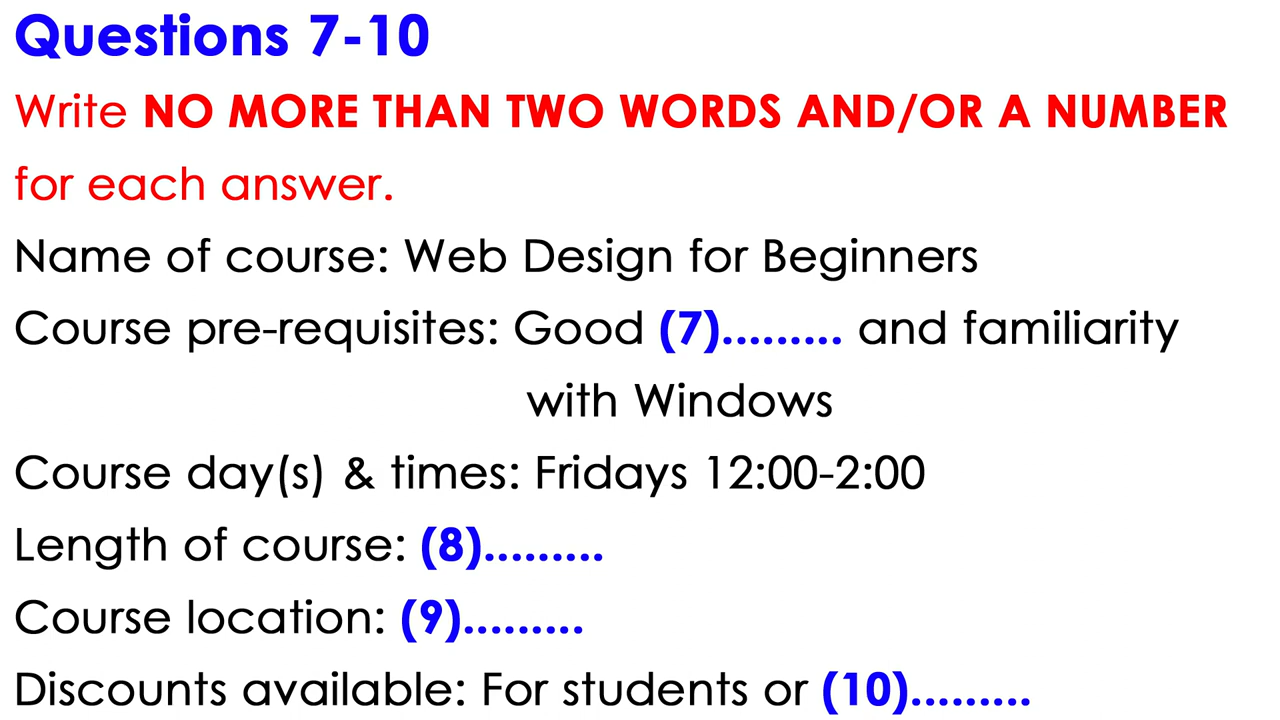 Questions 7-10
Write NO MORE THAN TWO WORDS AND/OR A NUMBER
for each answer.
Name of course: Web Design for Beginners
Course pre-requisites: Good (7)......... and familiarity
with Windows
Course day(s) & times: Fridays 12:00-2:00
Length of course: (8).........
Course location: (9).........
Discounts available: For students or (10).........